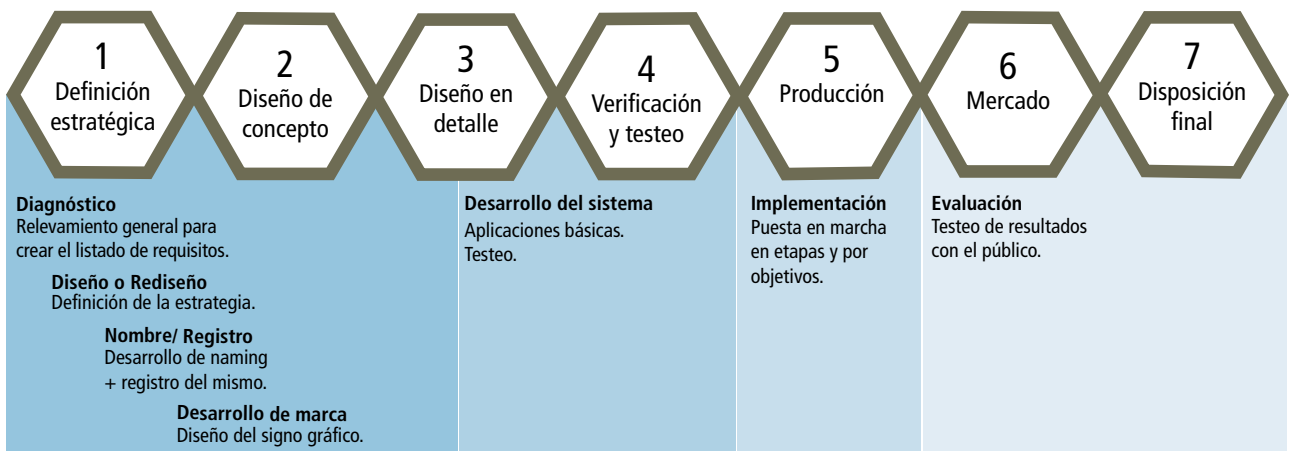 1
Definición
estratégica
2
Diseño de
concepto
3
Diseño en
detalle
4
Verificación
y testeo
5
Producción
6
Mercado
7
Disposición
final
Diagnóstico
Relevamiento general para
crear el listado de requisitos.
Diseño o Rediseño
Definición de la estrategia.
Nombre/ Registro
Desarrollo de naming
+ registro del mismo.
Desarrollo de marca
Diseño del signo gráfico.
Desarrollo del sistema
Aplicaciones básicas.
Testeo.
Implementación
Puesta en marcha
en etapas y por
objetivos.
Evaluación
Testeo de resultados
con el público.